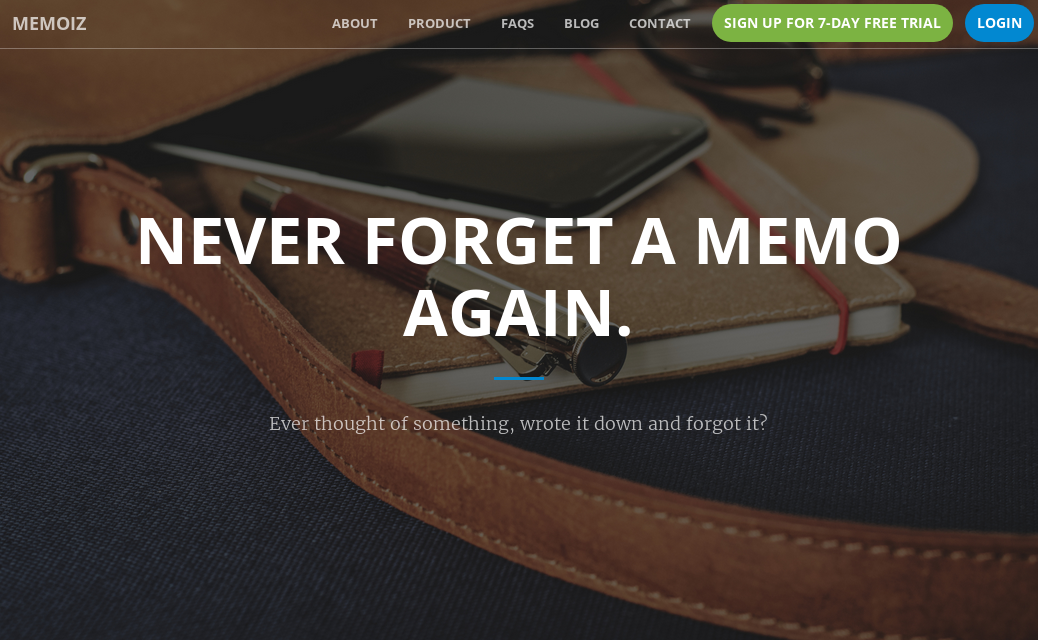 MEMOIZ
ABOUT PRODUCT FAQS BLOG CONTACT SIGN UP FOR 7-DAY FREE TRIAL LOGIN
NEVER FORGET A MEMO
AGAIN.
Ever thought of something, wrote it down and forgot it?